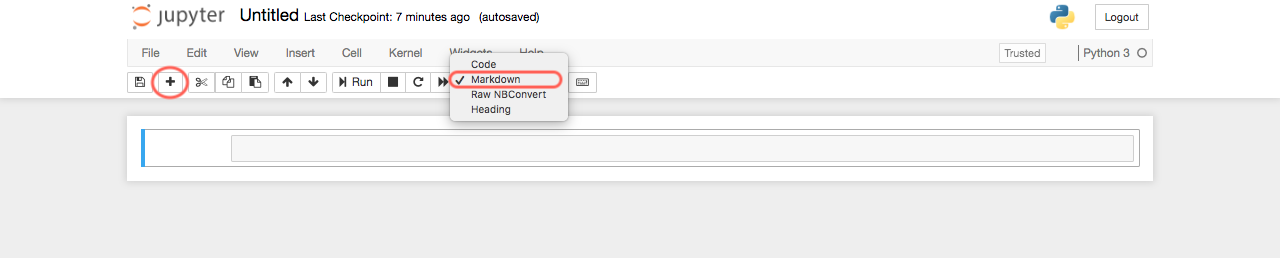 jupyter Untitled Last Checkpoint: 7 minutes ago (autosaved) Logout
File Edit View Insert Cell Kernel Widgets Help Trusted Python 3
Run
Code
Markdown
Raw NBConvert
Heading